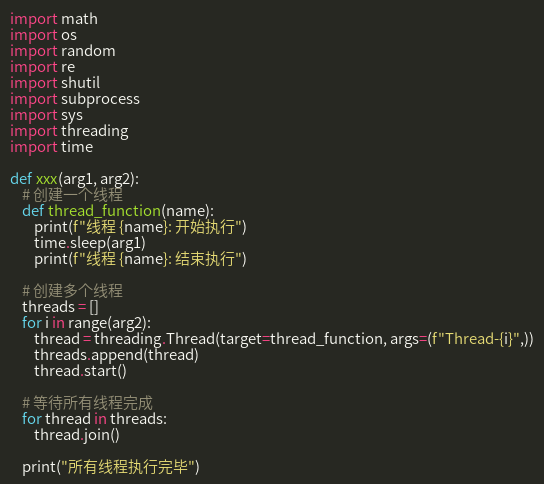 import math
import os
import random
import re
import shutil
import subprocess
import sys
import threading
import time

def xxx(arg1, arg2):
    # 创建一个线程
    def thread_function(name):
        print(f"线程 {name}: 开始执行")
        time.sleep(arg1)
        print(f"线程 {name}: 结束执行")

    # 创建多个线程
    threads = []
    for i in range(arg2):
        thread = threading.Thread(target=thread_function, args=(f"Thread-{i}",))
        threads.append(thread)
        thread.start()

    # 等待所有线程完成
    for thread in threads:
        thread.join()

    print("所有线程执行完毕")